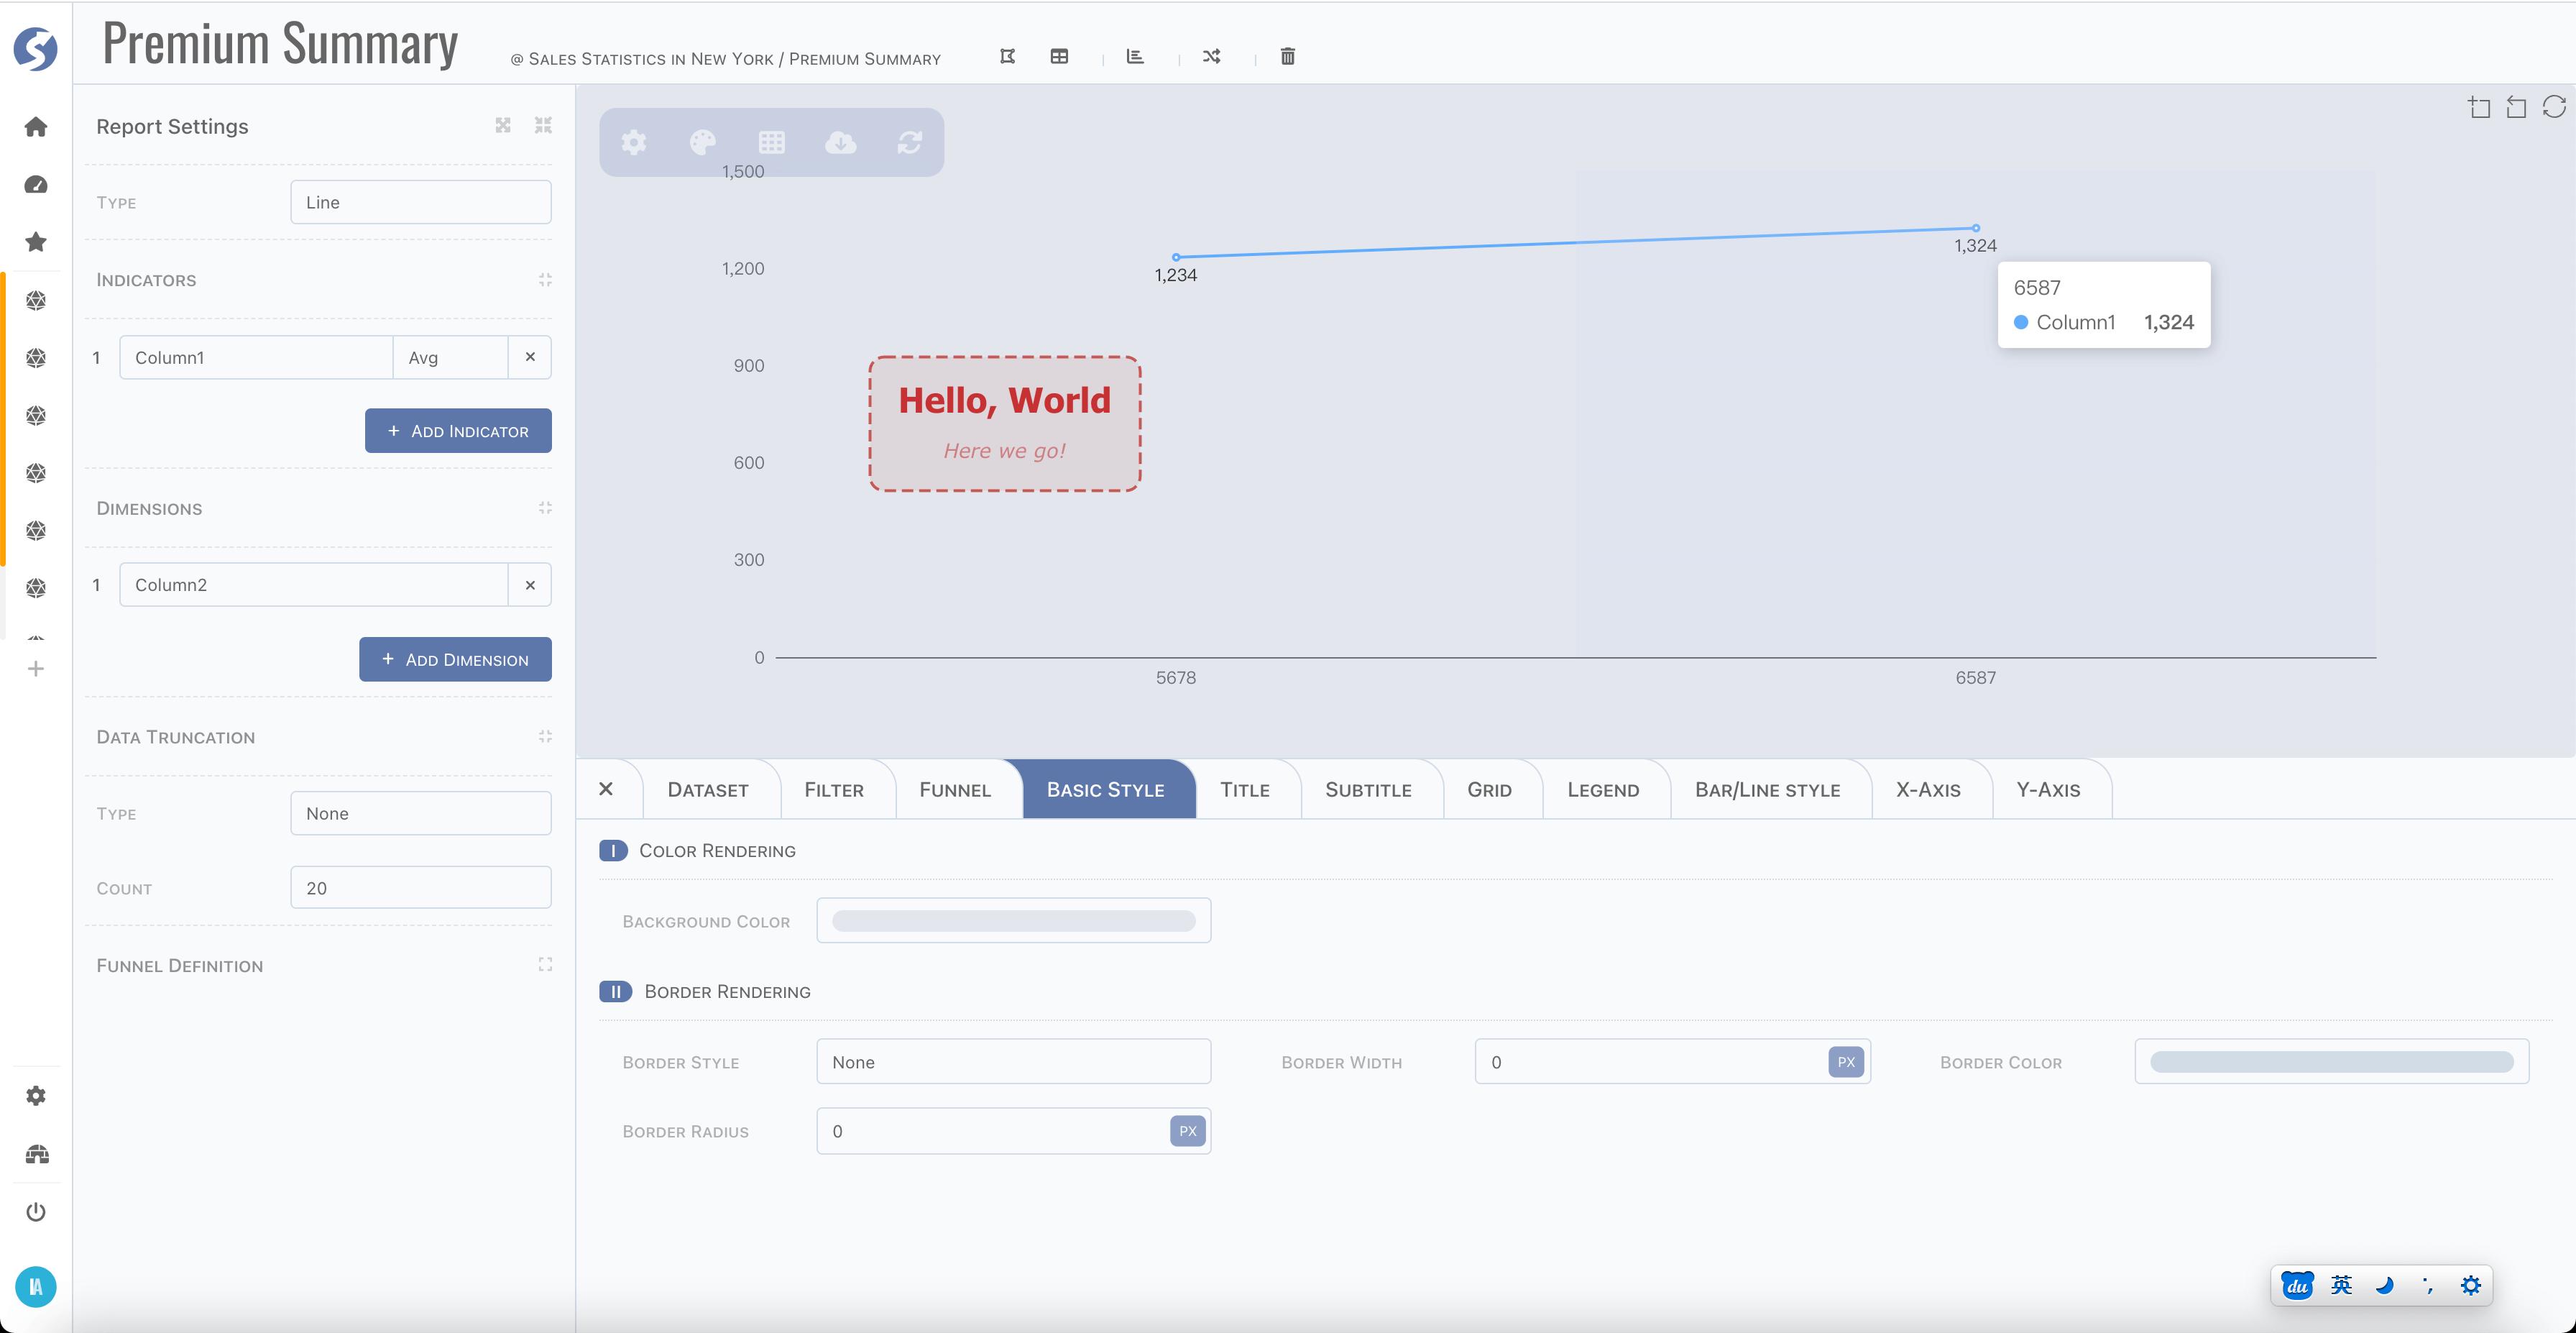 Premium Summary
@ Sales Statistics in New York / Premium Summary
Report Settings
Type
Line
Indicators
1
Column1
Avg
+ Add Indicator
Dimensions
1
Column2
+ Add Dimension
Data Truncation
Type
None
Count
20
Funnel Definition
IA
1,500
1,200
900
600
300
0
1,234
1,324
6587
Column1 1,324
Hello, World
Here we go!
5678
6587
Dataset
Filter
Funnel
Basic Style
Title
Subtitle
Grid
Legend
Bar/Line style
X-Axis
Y-Axis
I Color Rendering
Background Color
II Border Rendering
Border Style
None
Border Width
0
PX
Border Color
Border Radius
0
PX
du 英